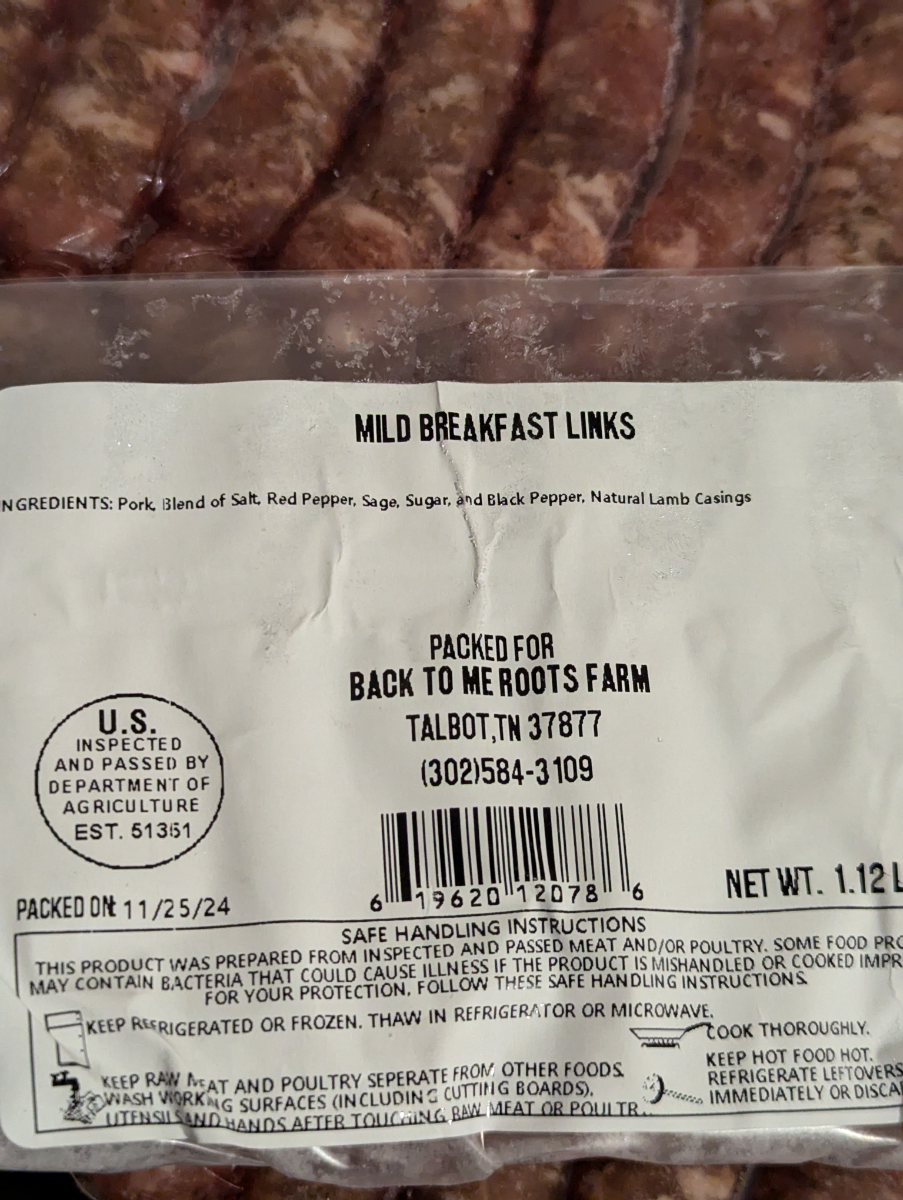 MILD BREAKFAST LINKS
NGREDIENTS: Pork, Blend of Salt, Red Pepper, Sage, Sugar, and Black Pepper, Natural Lamb Casings
PACKED FOR
BACK TO ME ROOTS FARM
TALBOT,TN 37877
(302)584-3109
U.S.
INSPECTED
AND PASSED BY
DEPARTMENT OF
AGRICULTURE
EST. 51361
6 19620 12078 6
NET WT. 1.12 L
PACKED ON: 11/25/24
SAFE HANDLING INSTRUCTIONS
THIS PRODUCT WAS PREPARED FROM INSPECTED AND PASSED MEAT AND/OR POULTRY. SOME FOOD PRO
MAY CONTAIN BACTERIA THAT COULD CAUSE ILLNESS IF THE PRODUCT IS MISHANDLED OR COOKED IMPR
FOR YOUR PROTECTION, FOLLOW THESE SAFE HANDLING INSTRUCTIONS.
KEEP REFRIGERATED OR FROZEN. THAW IN REFRIGERATOR OR MICROWAVE.
COOK THOROUGHLY.
KEEP RAW MEAT AND POULTRY SEPERATE FROM OTHER FOODS.
WASH WORKING SURFACES (INCLUDING CUTTING BOARDS),
UTENSILS AND HANDS AFTER TOUCHING RAW MEAT OR POULTR
KEEP HOT FOOD HOT.
REFRIGERATE LEFTOVERS
IMMEDIATELY OR DISCA